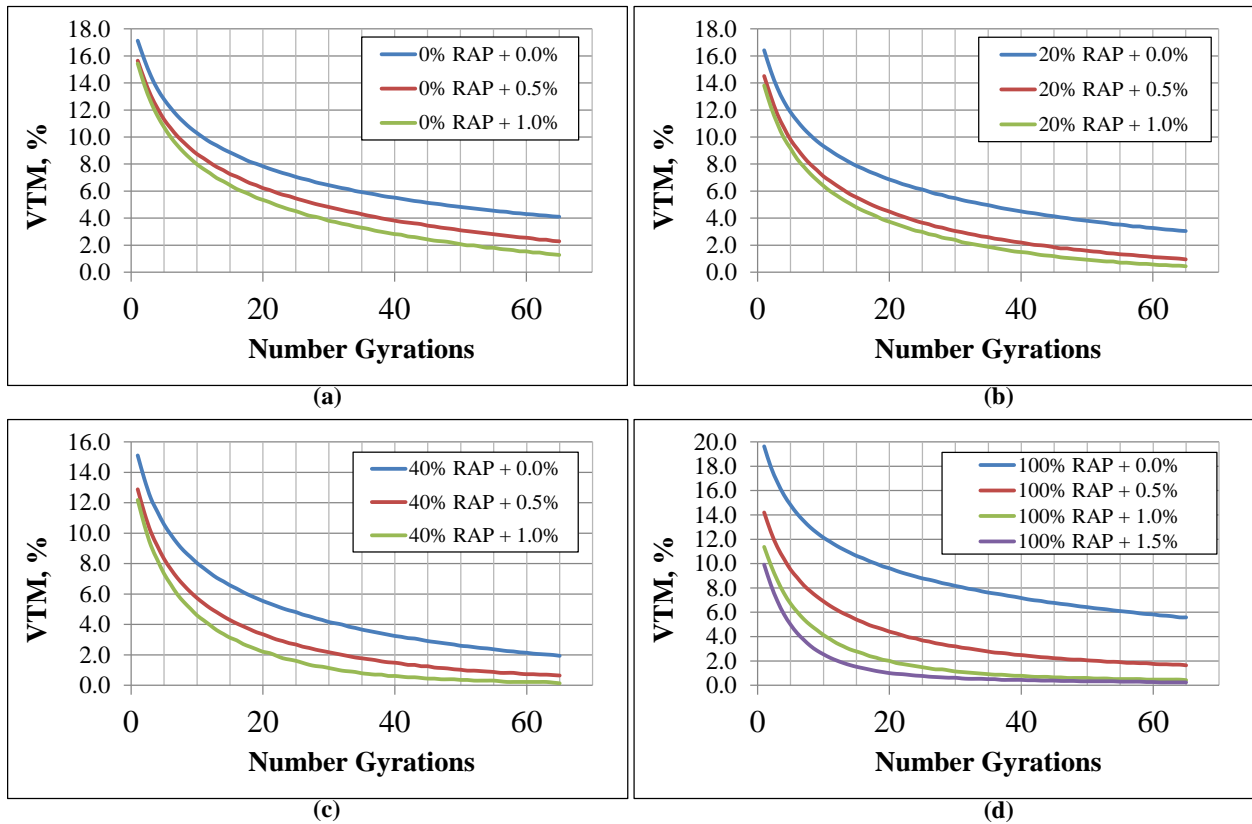 18.0
16.0
14.0
12.0
10.0
8.0
6.0
4.0
2.0
0.0
VTM, %
0% RAP + 0.0%
0% RAP + 0.5%
0% RAP + 1.0%
0 20 40 60
Number Gyrations
(a)
18.0
16.0
14.0
12.0
10.0
8.0
6.0
4.0
2.0
0.0
VTM, %
20% RAP + 0.0%
20% RAP + 0.5%
20% RAP + 1.0%
0 20 40 60
Number Gyrations
(b)
16.0
14.0
12.0
10.0
8.0
6.0
4.0
2.0
0.0
VTM, %
40% RAP + 0.0%
40% RAP + 0.5%
40% RAP + 1.0%
0 20 40 60
Number Gyrations
(c)
20.0
18.0
16.0
14.0
12.0
10.0
8.0
6.0
4.0
2.0
0.0
VTM, %
100% RAP + 0.0%
100% RAP + 0.5%
100% RAP + 1.0%
100% RAP + 1.5%
0 20 40 60
Number Gyrations
(d)